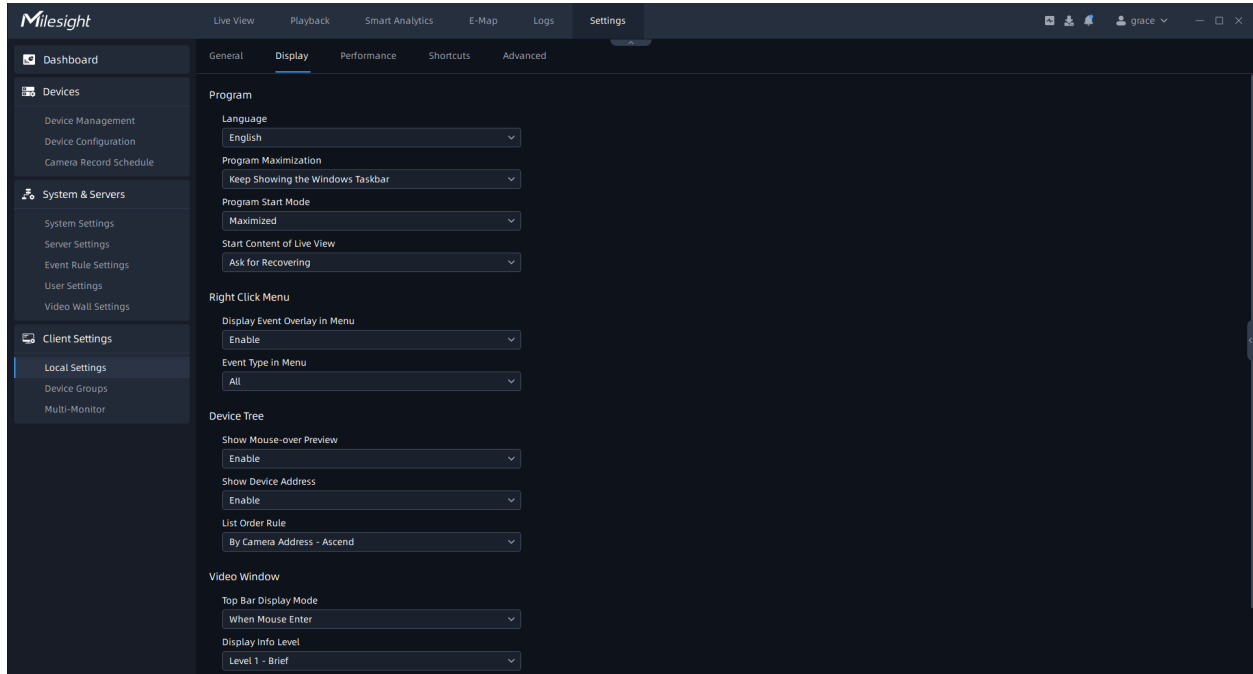 Milesight
Live View Playback Smart Analytics E-Map Logs Settings grace
Dashboard
Devices
Device Management
Device Configuration
Camera Record Schedule
System & Servers
System Settings
Server Settings
Event Rule Settings
User Settings
Video Wall Settings
Client Settings
Local Settings
Device Groups
Multi-Monitor
General Display Performance Shortcuts Advanced
Program
Language
English
Program Maximization
Keep Showing the Windows Taskbar
Program Start Mode
Maximized
Start Content of Live View
Ask for Recovering
Right Click Menu
Display Event Overlay in Menu
Enable
Event Type in Menu
All
Device Tree
Show Mouse-over Preview
Enable
Show Device Address
Enable
List Order Rule
By Camera Address - Ascend
Video Window
Top Bar Display Mode
When Mouse Enter
Display Info Level
Level 1 - Brief